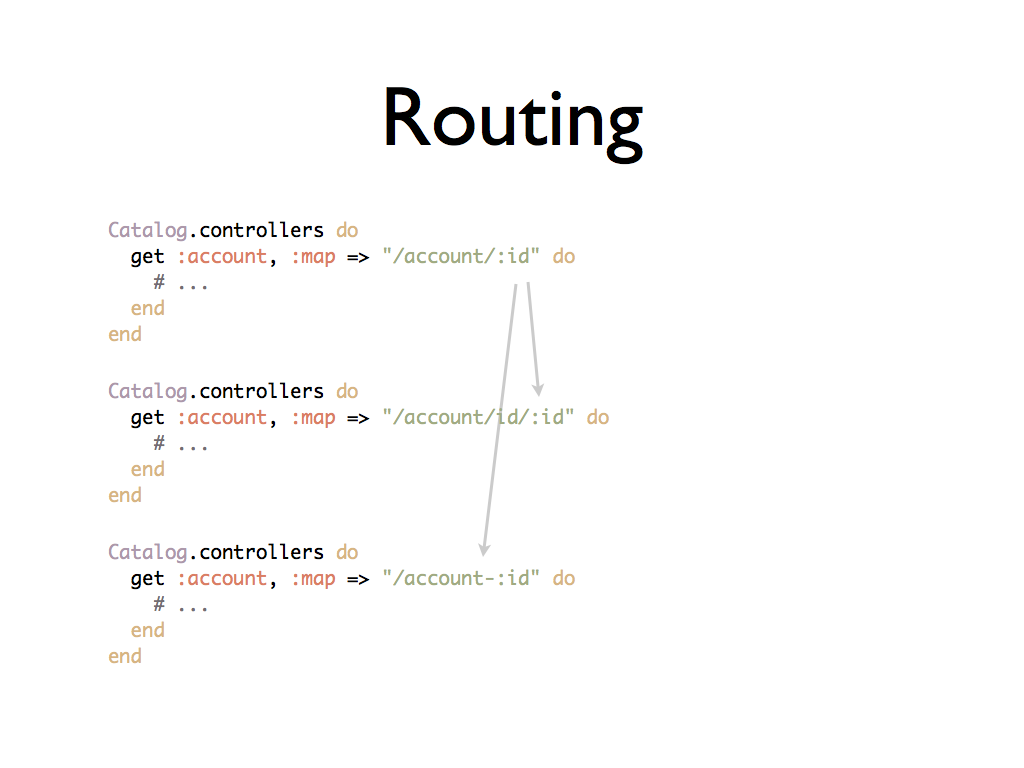 Routing
Catalog.controllers do
  get :account, :map => "/account/:id" do
    # ...
  end
end
Catalog.controllers do
  get :account, :map => "/account/id/:id" do
    # ...
  end
end
Catalog.controllers do
  get :account, :map => "/account-:id" do
    # ...
  end
end